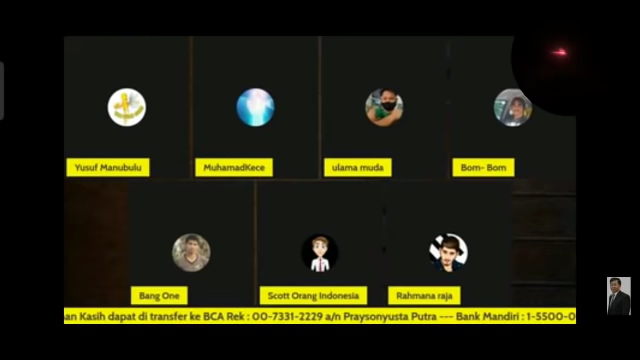 Yusuf Manubulu
MuhamadKece
ulama muda
Bom- Bom
Bang One
Scott Orang Indonesia
Rahmana raja
an Kasih dapat di transfer ke BCA Rek : 00-7331-2229 a/n Praysonyusta Putra --- Bank Mandiri : 1-5500-0